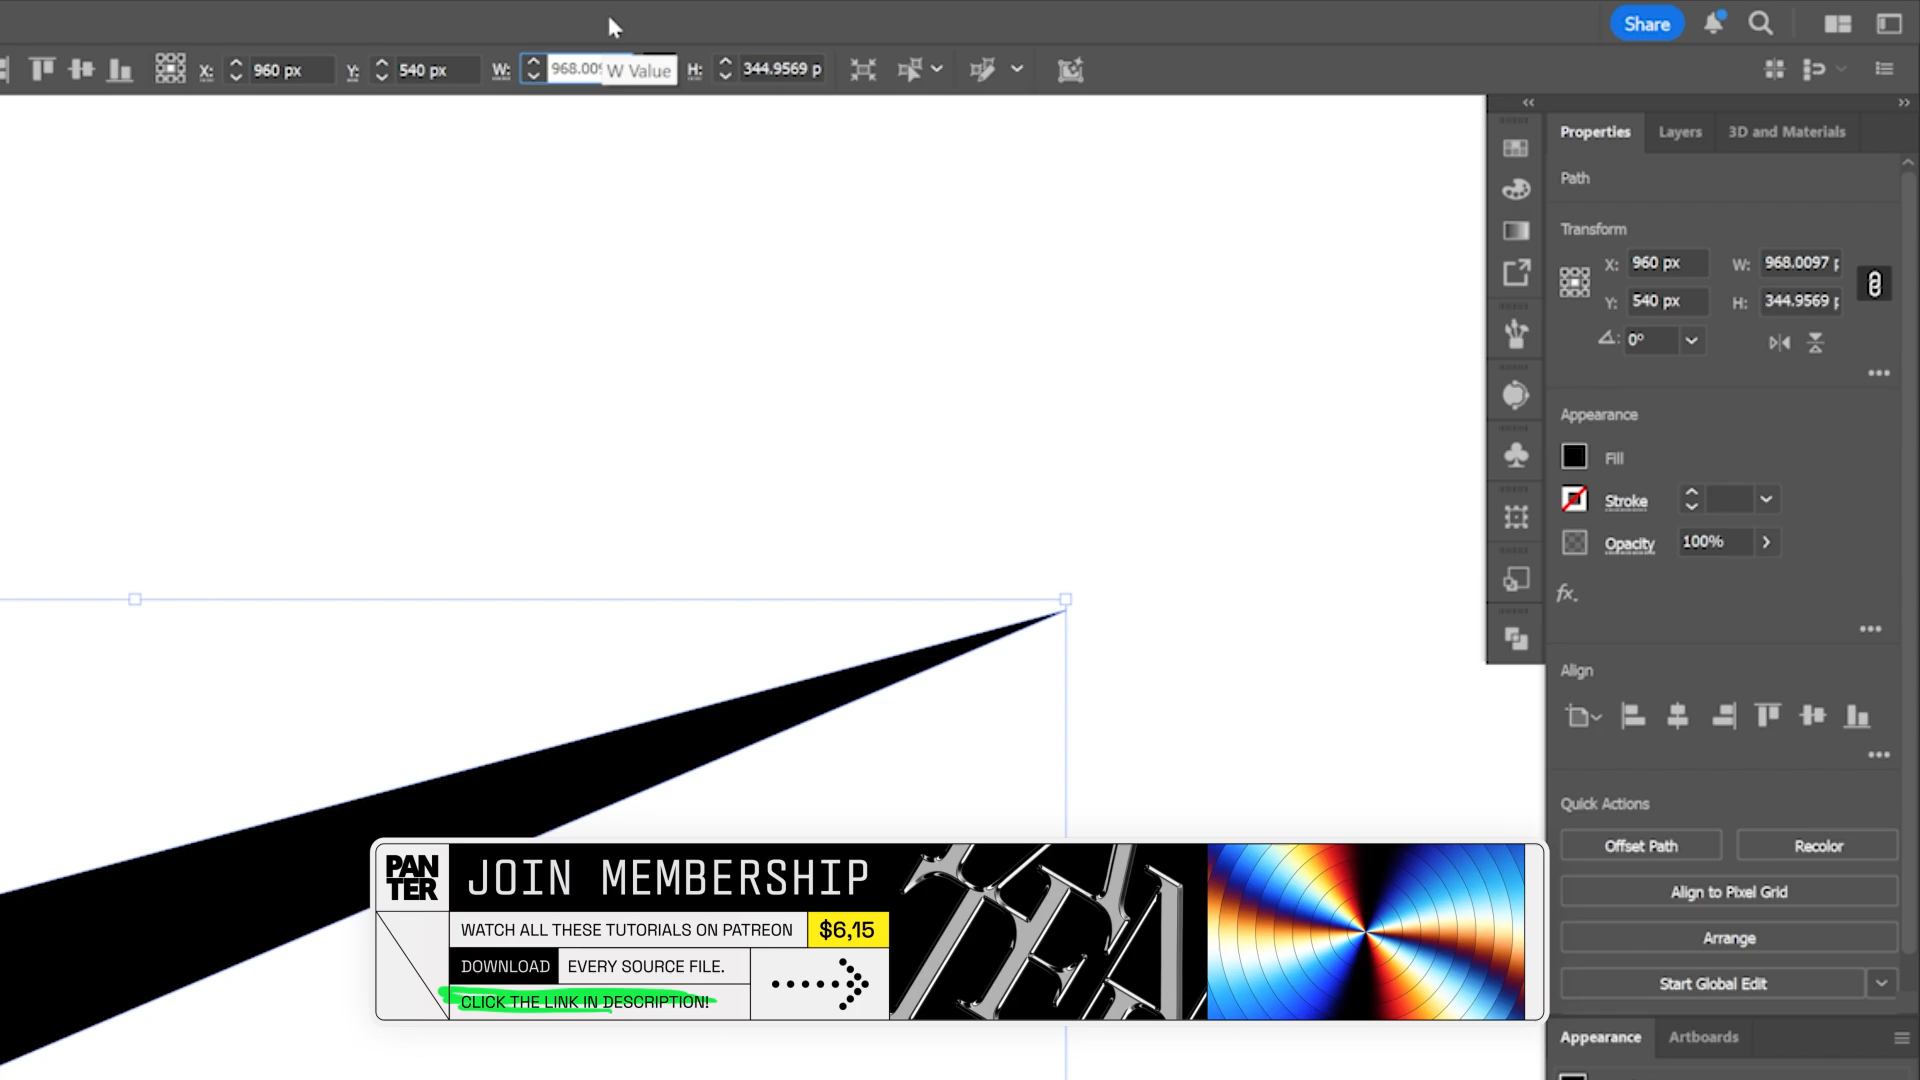 Share
X: 960 px Y: 540 px W: 968.009 W Value H: 344.9569 p
Properties Layers 3D and Materials
Path
Transform
X: 960 px W: 968.0097 p
Y: 540 px H: 344.9569 p
0°
Appearance
Fill
Stroke
Opacity 100%
fx.
Align
Quick Actions
Offset Path Recolor
Align to Pixel Grid
Arrange
Start Global Edit
Appearance Artboards
PAN
TER
JOIN MEMBERSHIP
WATCH ALL THESE TUTORIALS ON PATREON $6,15
DOWNLOAD EVERY SOURCE FILE.
CLICK THE LINK IN DESCRIPTION!